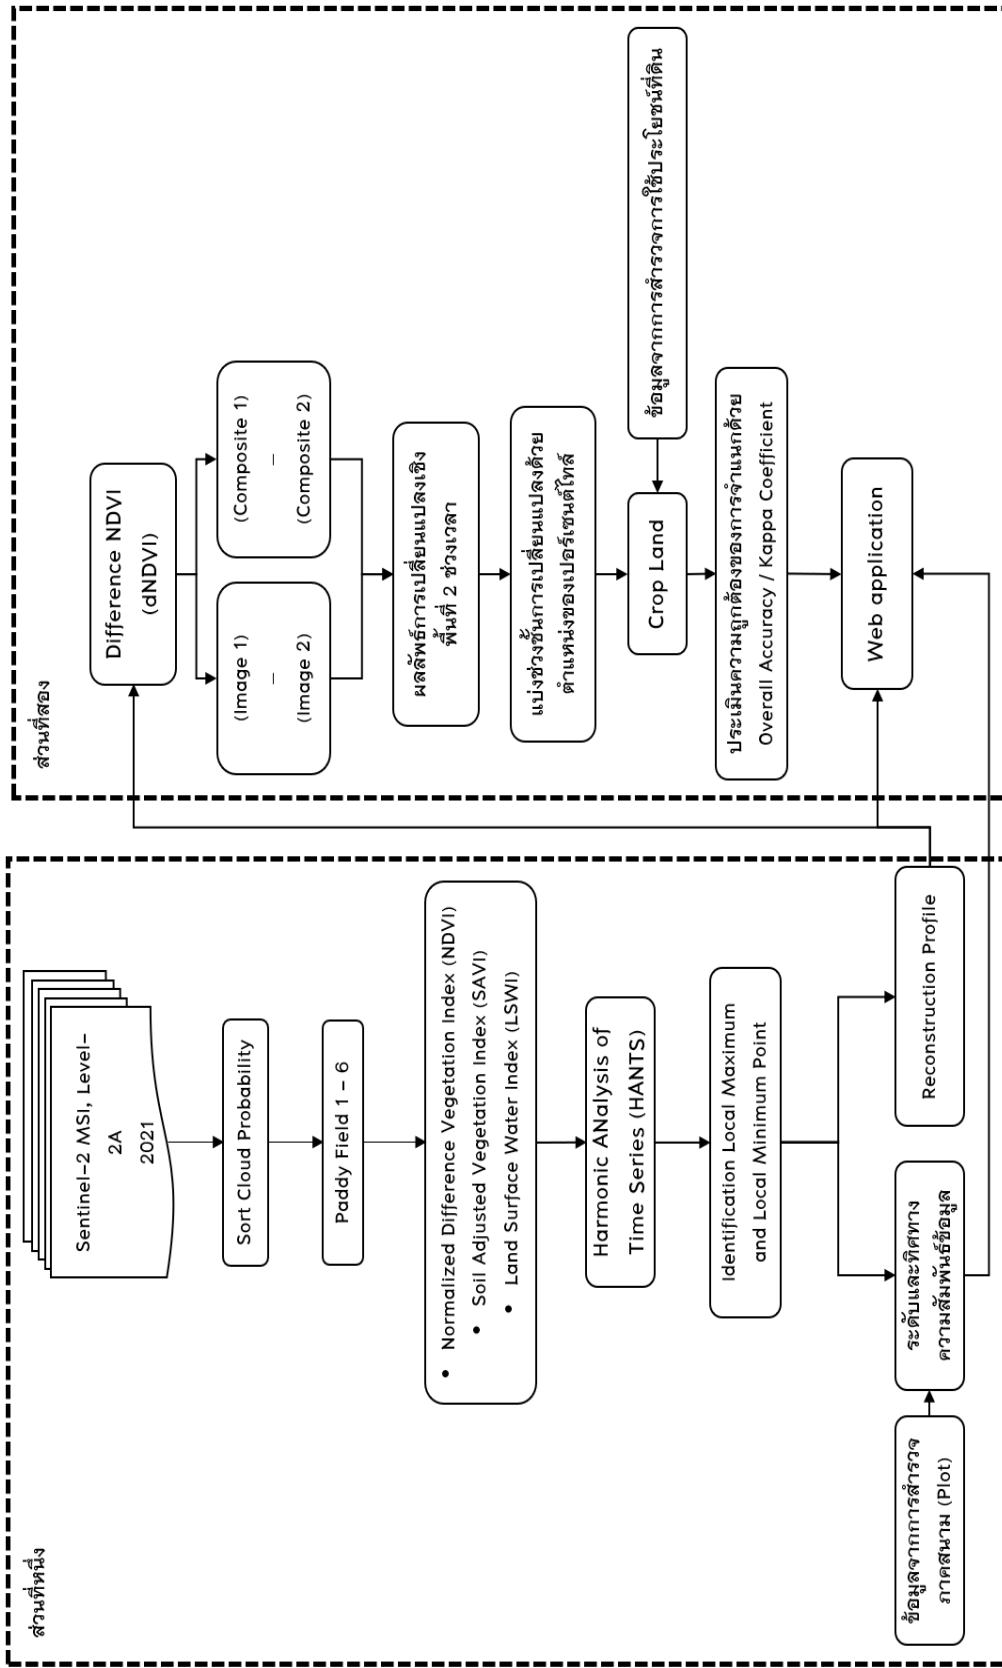 ส่วนที่หนึ่ง
Sentinel-2 MSI, Level-
2A
2021
Sort Cloud Probability
Paddy Field 1 - 6
• Normalized Difference Vegetation Index (NDVI)
• Soil Adjusted Vegetation Index (SAVI)
• Land Surface Water Index (LSWI)
Harmonic ANalysis of
Time Series (HANTS)
Identification Local Maximum
and Local Minimum Point
ข้อมูลจากการสำรวจ
ภาคสนาม (Plot)
ระดับและทิศทาง
ความสัมพันธ์ข้อมูล
Reconstruction Profile
ส่วนที่สอง
Difference NDVI
(dNDVI)
(Image 1)
–
(Image 2)
(Composite 1)
–
(Composite 2)
ผลลัพธ์การเปลี่ยนแปลงเชิง
พื้นที่ 2 ช่วงเวลา
แบ่งช่วงชั้นการเปลี่ยนแปลงด้วย
ตำแหน่งของเปอร์เซนต์ไทล์
Crop Land
ข้อมูลจากการสำรวจการใช้ประโยชน์ที่ดิน
ประเมินความถูกต้องของการจำแนกด้วย
Overall Accuracy / Kappa Coefficient
Web application